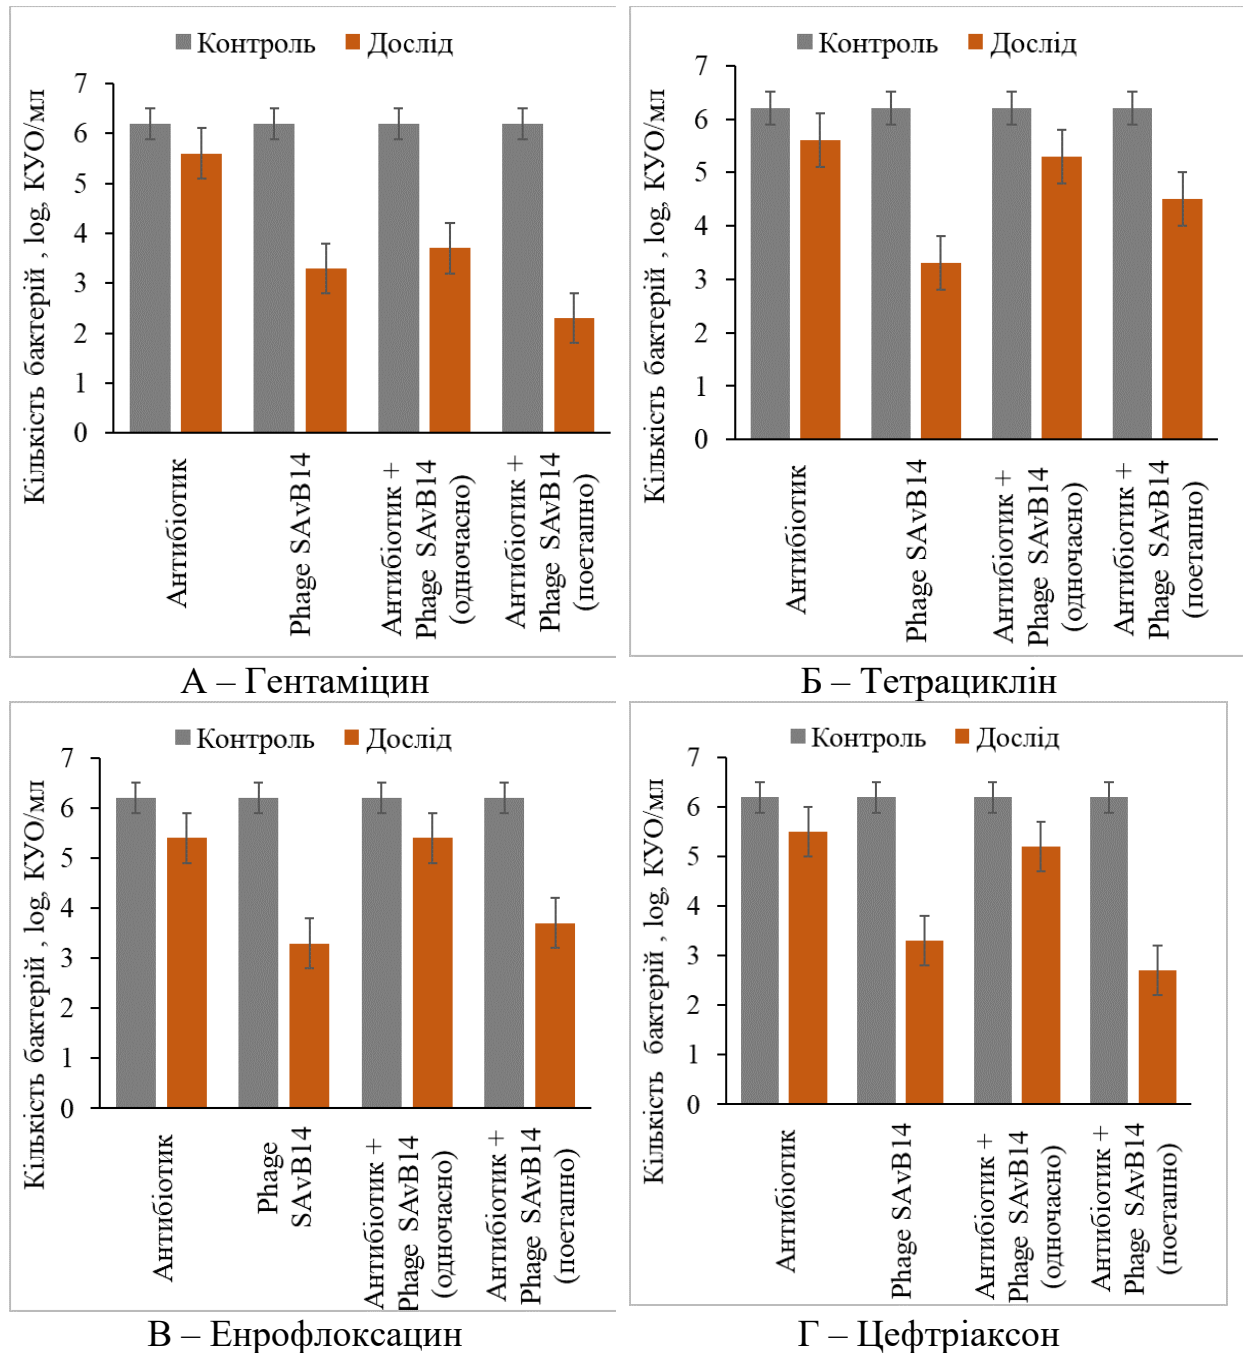 Контроль Дослід
Кількість бактерій , log, КУО/мл
7
6
5
4
3
2
1
0
Антибіотик
Phage SAvB14
Антибіотик +
Phage SAvB14
(одночасно)
Антибіотик +
Phage SAvB14
(поетапно)
А – Гентаміцин
Контроль Дослід
Кількість бактерій , log, КУО/мл
7
6
5
4
3
2
1
0
Антибіотик
Phage SAvB14
Антибіотик +
Phage SAvB14
(одночасно)
Антибіотик +
Phage SAvB14
(поетапно)
Б – Тетрациклін
Контроль Дослід
Кількість бактерій , log, КУО/мл
7
6
5
4
3
2
1
0
Антибіотик
Phage
SAvB14
Антибіотик +
Phage SAvB14
(одночасно)
Антибіотик +
Phage SAvB14
(поетапно)
В – Енрофлоксацин
Контроль Дослід
Кількість бактерій , log, КУО/мл
7
6
5
4
3
2
1
0
Антибіотик
Phage SAvB14
Антибіотик +
Phage SAvB14
(одночасно)
Антибіотик +
Phage SAvB14
(поетапно)
Г – Цефтріаксон